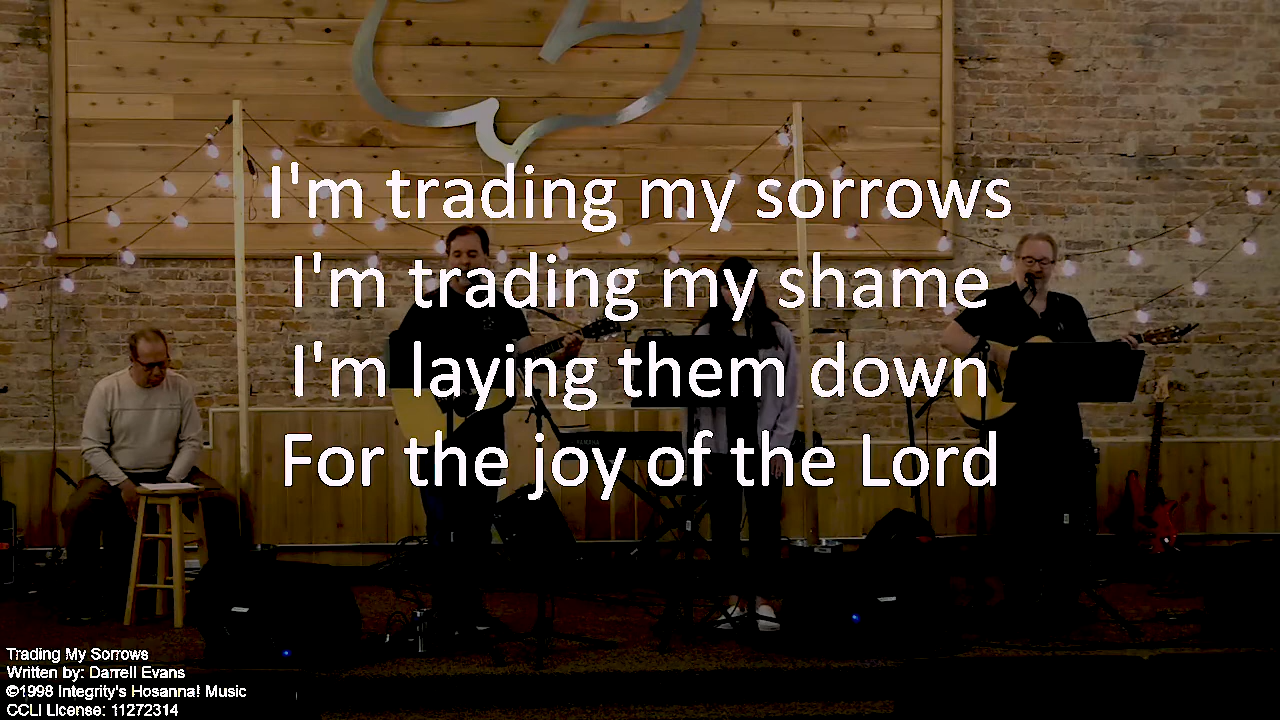 I'm trading my sorrows
I'm trading my shame
I'm laying them down
For the joy of the Lord
YAMAHA
Trading My Sorrows
Written by: Darrell Evans
©1998 Integrity's Hosanna! Music
CCLI License: 11272314